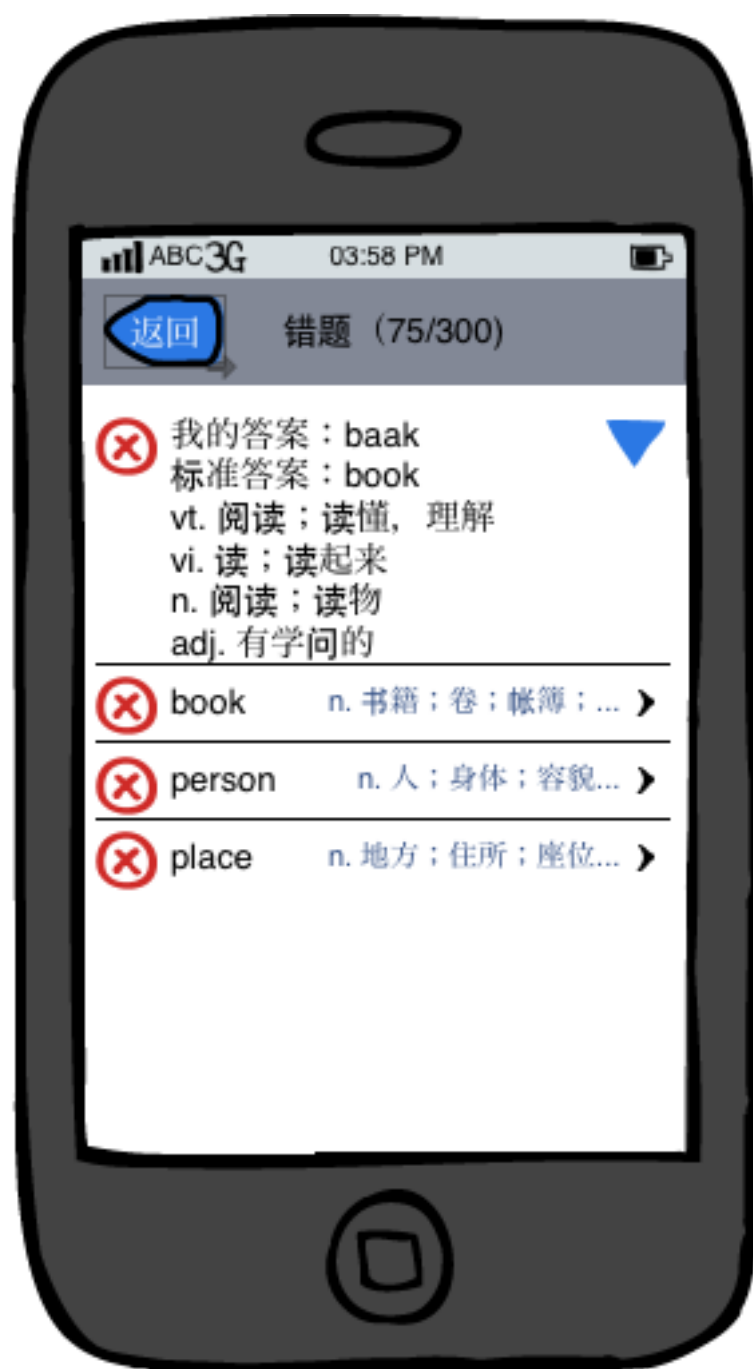 ABC 3G 03:58 PM
返回 错题（75/300)
我的答案：baak
标准答案：book
vt. 阅读；读懂，理解
vi. 读；读起来
n. 阅读；读物
adj. 有学问的
book n. 书籍；卷；帐簿；...
person n. 人；身体；容貌...
place n. 地方；住所；座位...